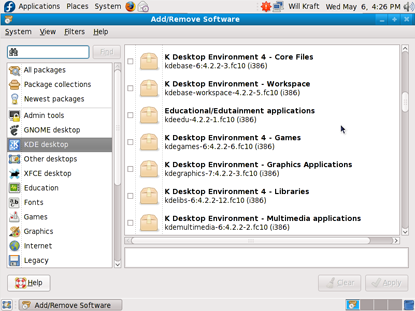 Applications Places System Will Kraft Wed May 6, 4:26 PM
Add/Remove Software
System View Filters Help
Find
All packages
Package collections
Newest packages
Admin tools
GNOME desktop
KDE desktop
Other desktops
XFCE desktop
Education
Fonts
Games
Graphics
Internet
Legacy
K Desktop Environment 4 - Core Files
kdebase-6:4.2.2-3.fc10 (i386)
K Desktop Environment - Workspace
kdebase-workspace-4.2.2-5.fc10 (i386)
Educational/Edutainment applications
kdeedu-4.2.2-1.fc10 (i386)
K Desktop Environment 4 - Games
kdegames-6:4.2.2-6.fc10 (i386)
K Desktop Environment - Graphics Applications
kdegraphics-7:4.2.2-3.fc10 (i386)
K Desktop Environment 4 - Libraries
kdelibs-6:4.2.2-12.fc10 (i386)
K Desktop Environment - Multimedia applications
kdemultimedia-6:4.2.2-2.fc10 (i386)
Help
Clear
Apply
Add/Remove Software